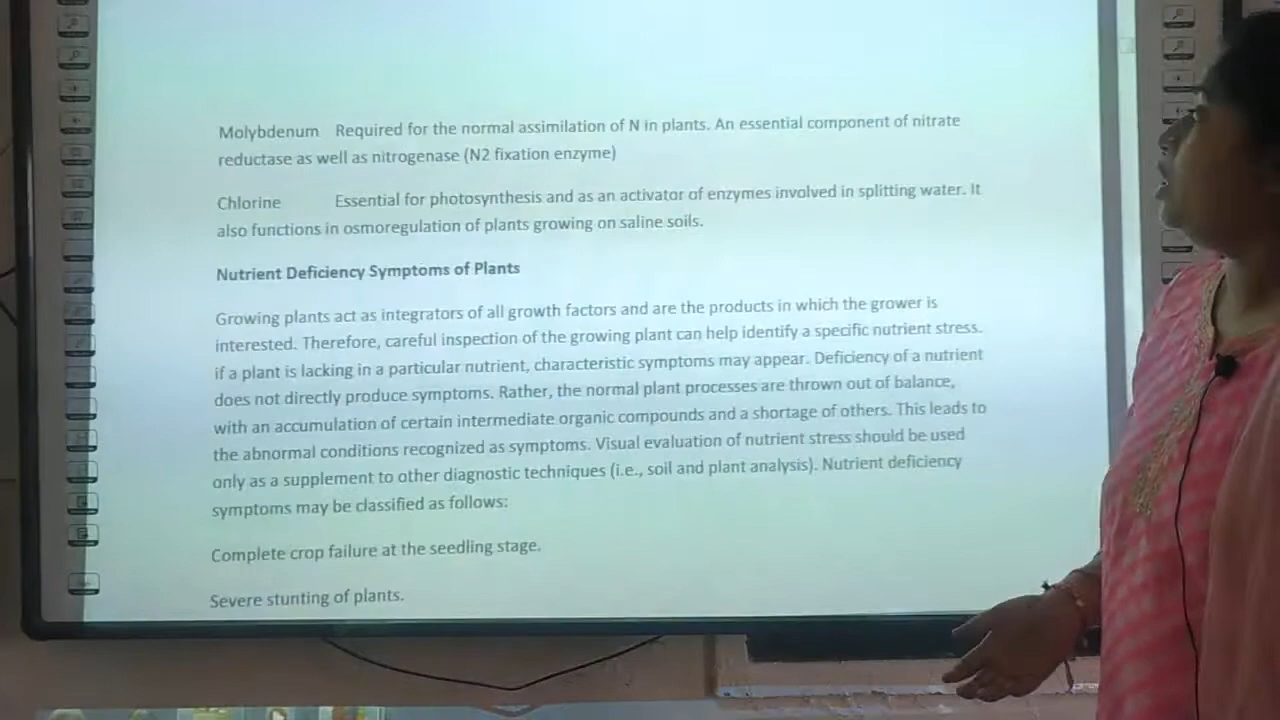 Molybdenum Required for the normal assimilation of N in plants. An essential component of nitrate
reductase as well as nitrogenase (N2 fixation enzyme)
Chlorine Essential for photosynthesis and as an activator of enzymes involved in splitting water. It
also functions in osmoregulation of plants growing on saline soils.
Nutrient Deficiency Symptoms of Plants
Growing plants act as integrators of all growth factors and are the products in which the grower is
interested. Therefore, careful inspection of the growing plant can help identify a specific nutrient stress.
if a plant is lacking in a particular nutrient, characteristic symptoms may appear. Deficiency of a nutrient
does not directly produce symptoms. Rather, the normal plant processes are thrown out of balance,
with an accumulation of certain intermediate organic compounds and a shortage of others. This leads to
the abnormal conditions recognized as symptoms. Visual evaluation of nutrient stress should be used
only as a supplement to other diagnostic techniques (i.e., soil and plant analysis). Nutrient deficiency
symptoms may be classified as follows:
Complete crop failure at the seedling stage.
Severe stunting of plants.